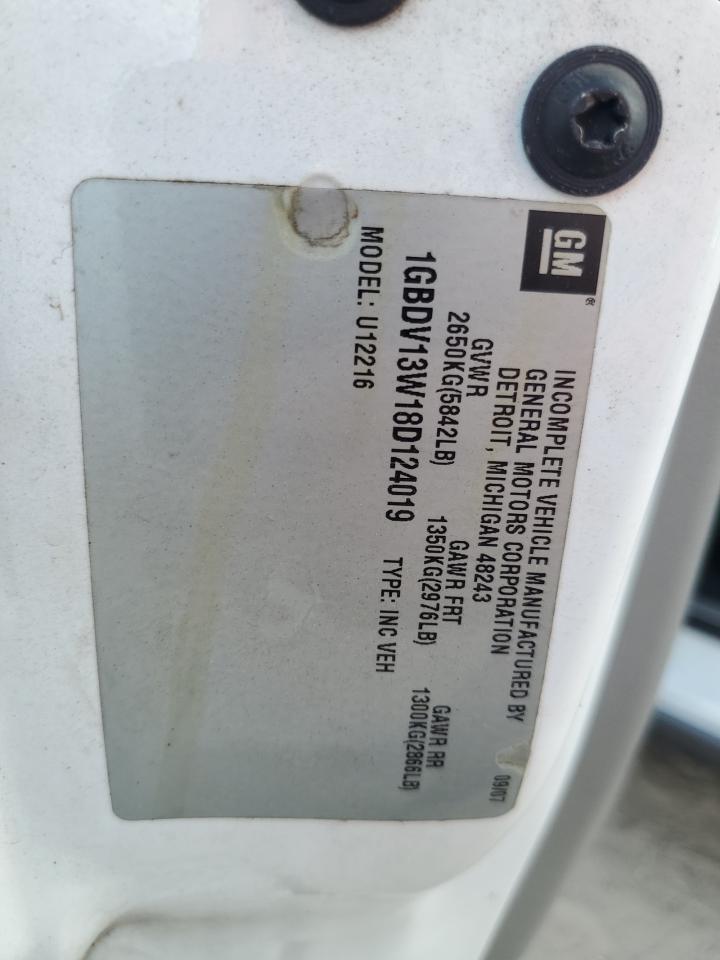 GM®
INCOMPLETE VEHICLE MANUFACTURED BY
GENERAL MOTORS CORPORATION
DETROIT, MICHIGAN 48243
09/07
GVWR GAWR FRT GAWR RR
2650KG(5842LB) 1350KG(2976LB) 1300KG(2866LB)
1GBDV13W18D124019 TYPE: INC VEH
MODEL: U12216